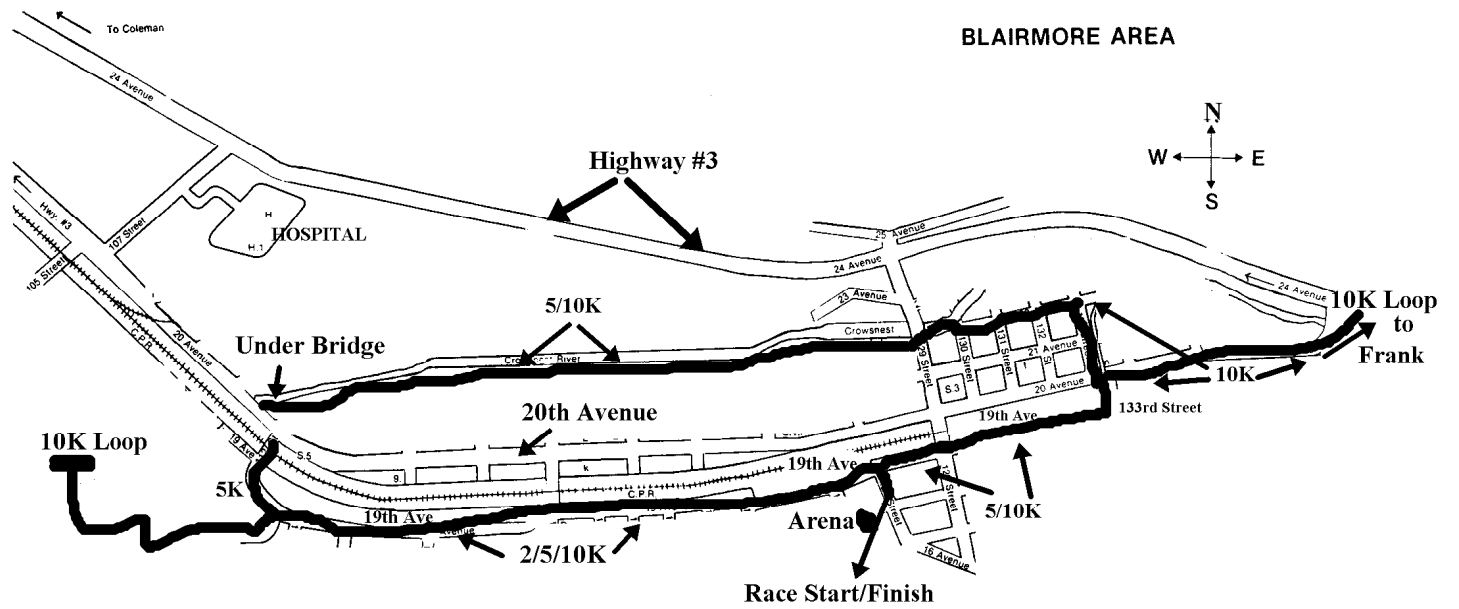 To Coleman
BLAIRMORE AREA
24 Avenue
N
W E
S
Highway #3
Hwy. #3
107 Street
H
H.1
HOSPITAL
105 Street
25 Avenue
24 Avenue
24 Avenue
23 Avenue
10K Loop
to
Frank
5/10K
Crowsnest
River
Under Bridge
20 Avenue
C.P.R.
130 Street
131 Street
132 St
21 Avenue
S.3
20 Avenue
10K
133rd Street
19th Ave
20th Avenue
10K Loop
19 Ave
S.5
9.
k
19th Ave
5K
C.P.R.
19th Ave
Avenue
Street
Street
5/10K
Arena
2/5/10K
16 Avenue
Race Start/Finish